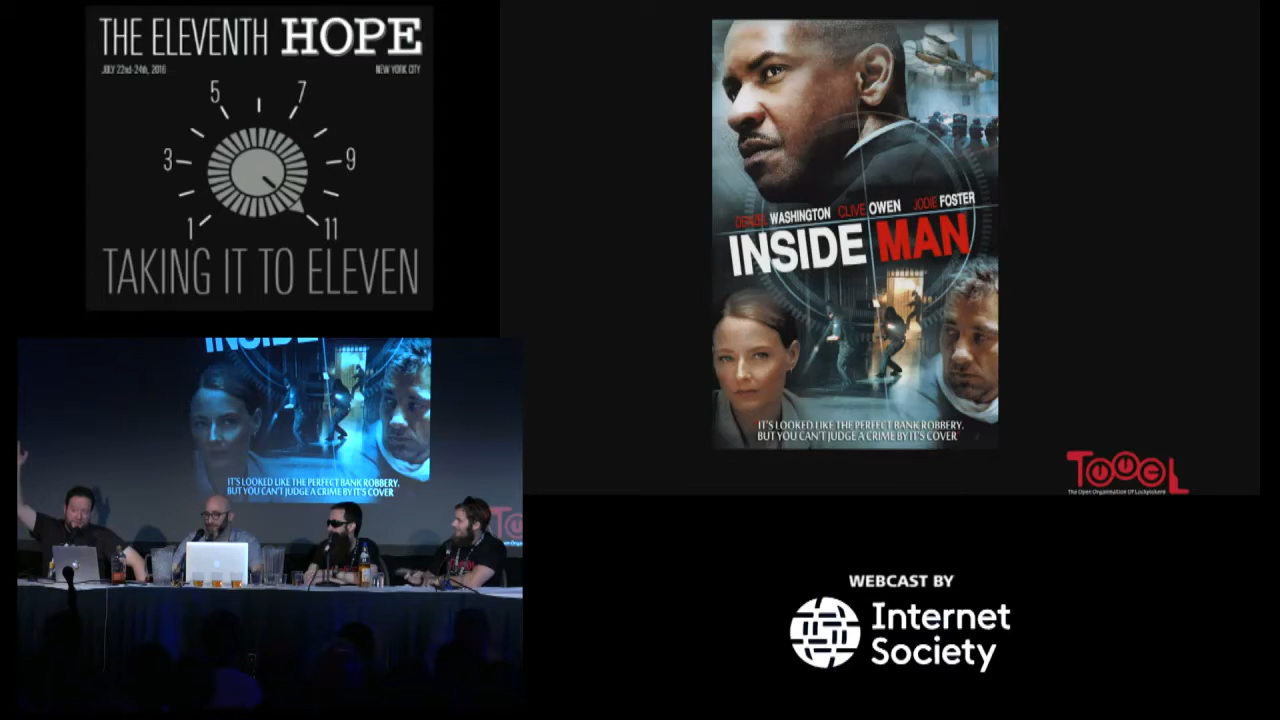 THE ELEVENTH HOPE
JULY 22nd-24th, 2016 NEW YORK CITY
5 7
3 9
1 11
TAKING IT TO ELEVEN
DENZEL WASHINGTON CLIVE OWEN JODIE FOSTER
INSIDE MAN
IT'S LOOKED LIKE THE PERFECT BANK ROBBERY.
BUT YOU CAN'T JUDGE A CRIME BY IT'S COVER
TOOOL
The Open Organisation Of Lockpickers
INSIDE
IT'S LOOKED LIKE THE PERFECT BANK ROBBERY.
BUT YOU CAN'T JUDGE A CRIME BY IT'S COVER
WEBCAST BY
Internet
Society